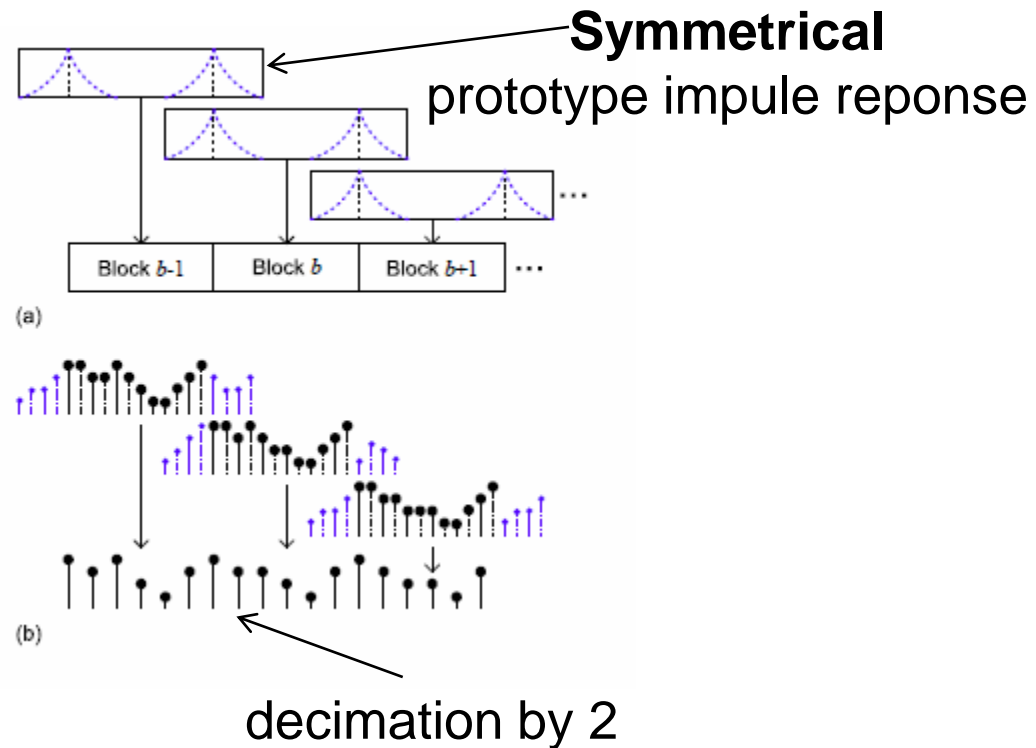 Symmetrical
prototype impule reponse
...
Block b-1 Block b Block b+1 ...
(a)
(b)
decimation by 2